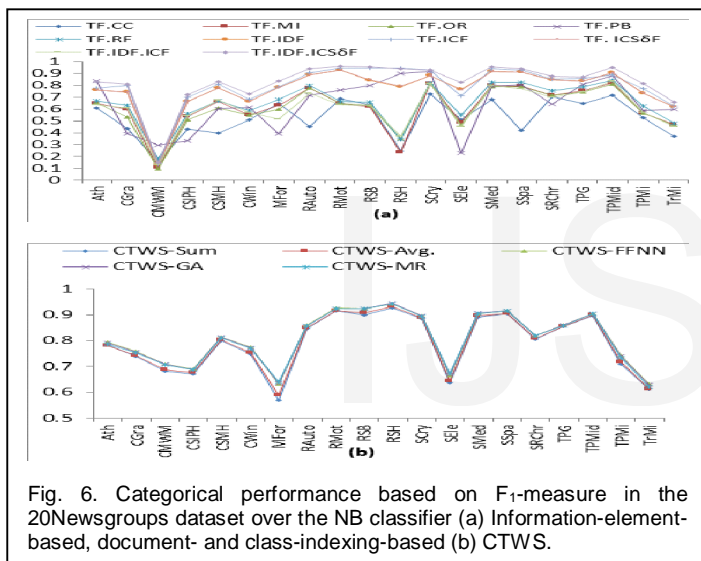 TF.CC TF.MI TF.OR TF.PB
TF.RF TF.IDF TF.ICF TF. ICSδF
TF.IDF.ICF TF.IDF.ICSδF
1
0.9
0.8
0.7
0.6
0.5
0.4
0.3
0.2
0.1
0
Ath CGra CMWM CSIPH CSMH CWin MFor RAuto RMot RSB RSH SCry SEle SMed SSpa SRChr TPG TPMid TPMi TrMi
(a)
CTWS-Sum CTWS-Avg. CTWS-FFNN
CTWS-GA CTWS-MR
1
0.9
0.8
0.7
0.6
0.5
Ath CGra CMWM CSIPH CSMH CWin MFor RAuto RMot RSB RSH SCry SEle SMed SSpa SRChr TPG TPMid TPMi TrMi
(b)
IJS
Fig. 6. Categorical performance based on F₁-measure in the
20Newsgroups dataset over the NB classifier (a) Information-element-
based, document- and class-indexing-based (b) CTWS.